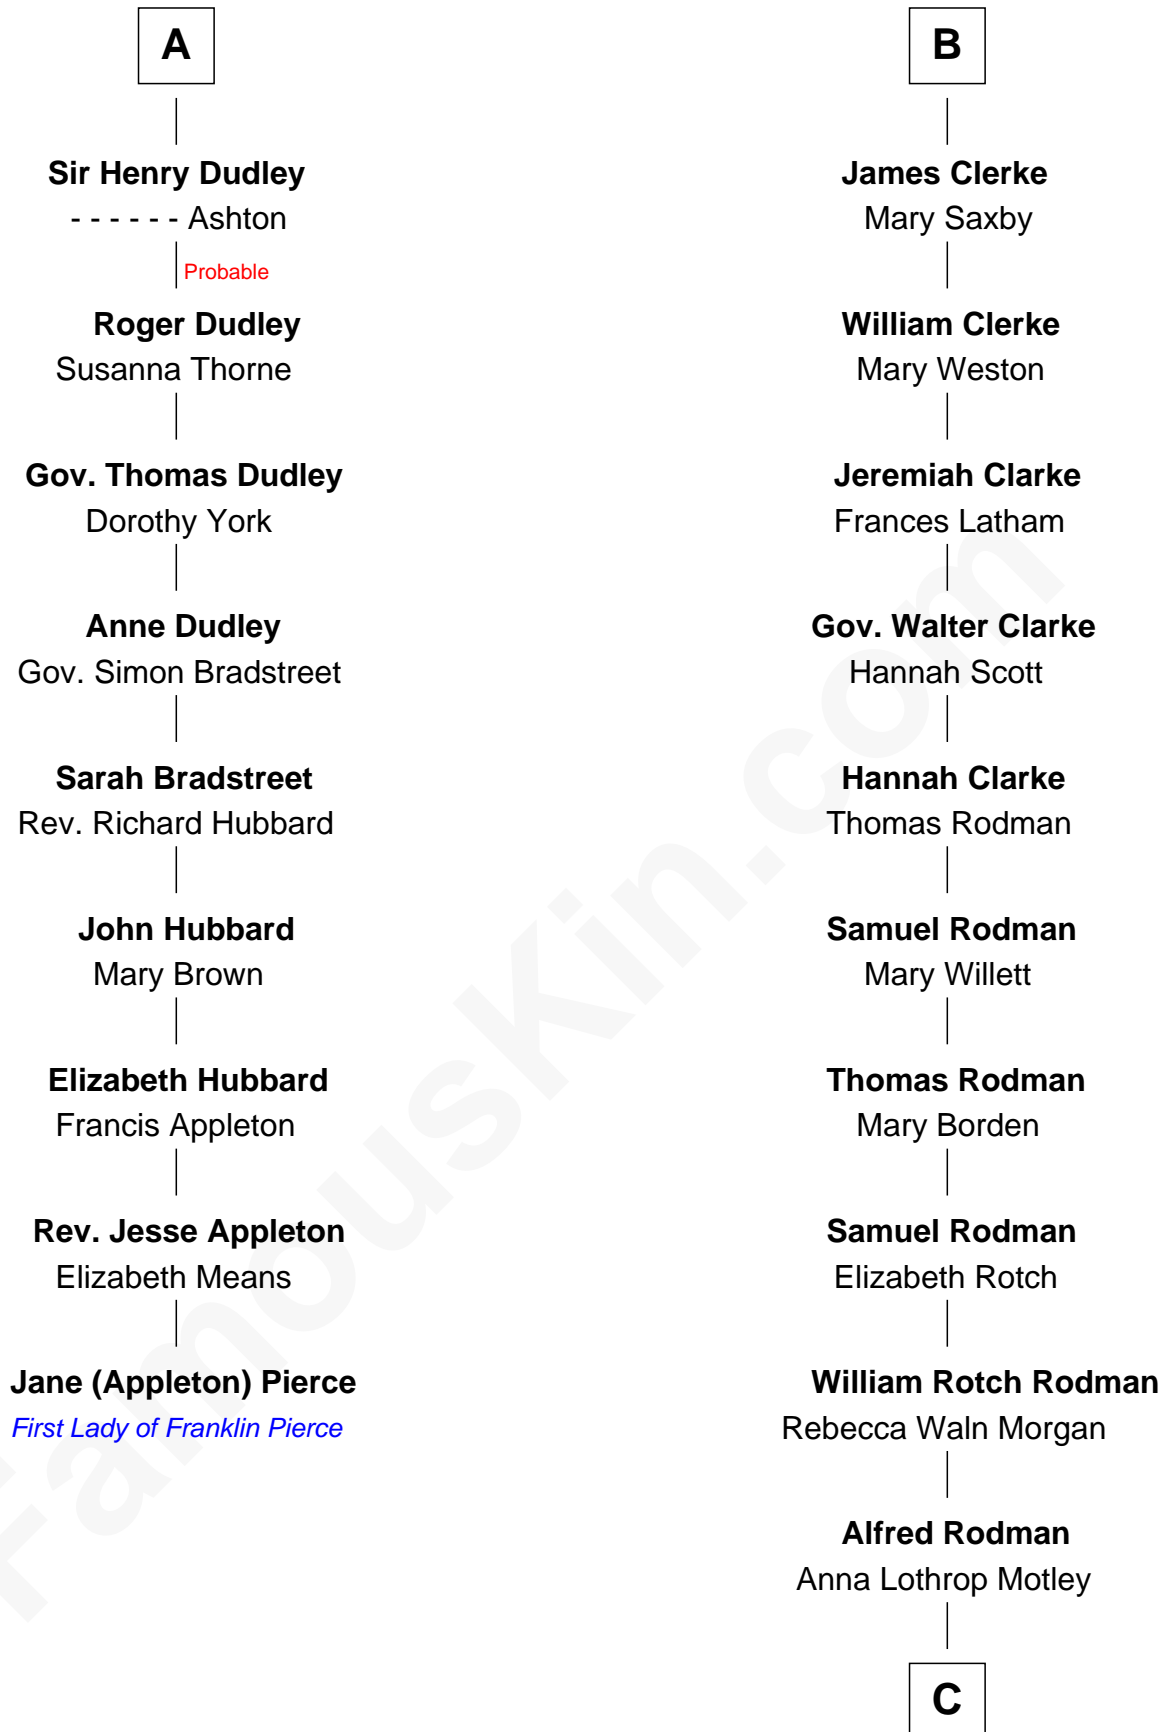 A
Sir Henry Dudley
- - - - - - Ashton
Probable
Roger Dudley
Susanna Thorne
Gov. Thomas Dudley
Dorothy York
Anne Dudley
Gov. Simon Bradstreet
Sarah Bradstreet
Rev. Richard Hubbard
John Hubbard
Mary Brown
Elizabeth Hubbard
Francis Appleton
Rev. Jesse Appleton
Elizabeth Means
Jane (Appleton) Pierce
First Lady of Franklin Pierce
B
James Clerke
Mary Saxby
William Clerke
Mary Weston
Jeremiah Clarke
Frances Latham
Gov. Walter Clarke
Hannah Scott
Hannah Clarke
Thomas Rodman
Samuel Rodman
Mary Willett
Thomas Rodman
Mary Borden
Samuel Rodman
Elizabeth Rotch
William Rotch Rodman
Rebecca Waln Morgan
Alfred Rodman
Anna Lothrop Motley
C
FamousKin.com